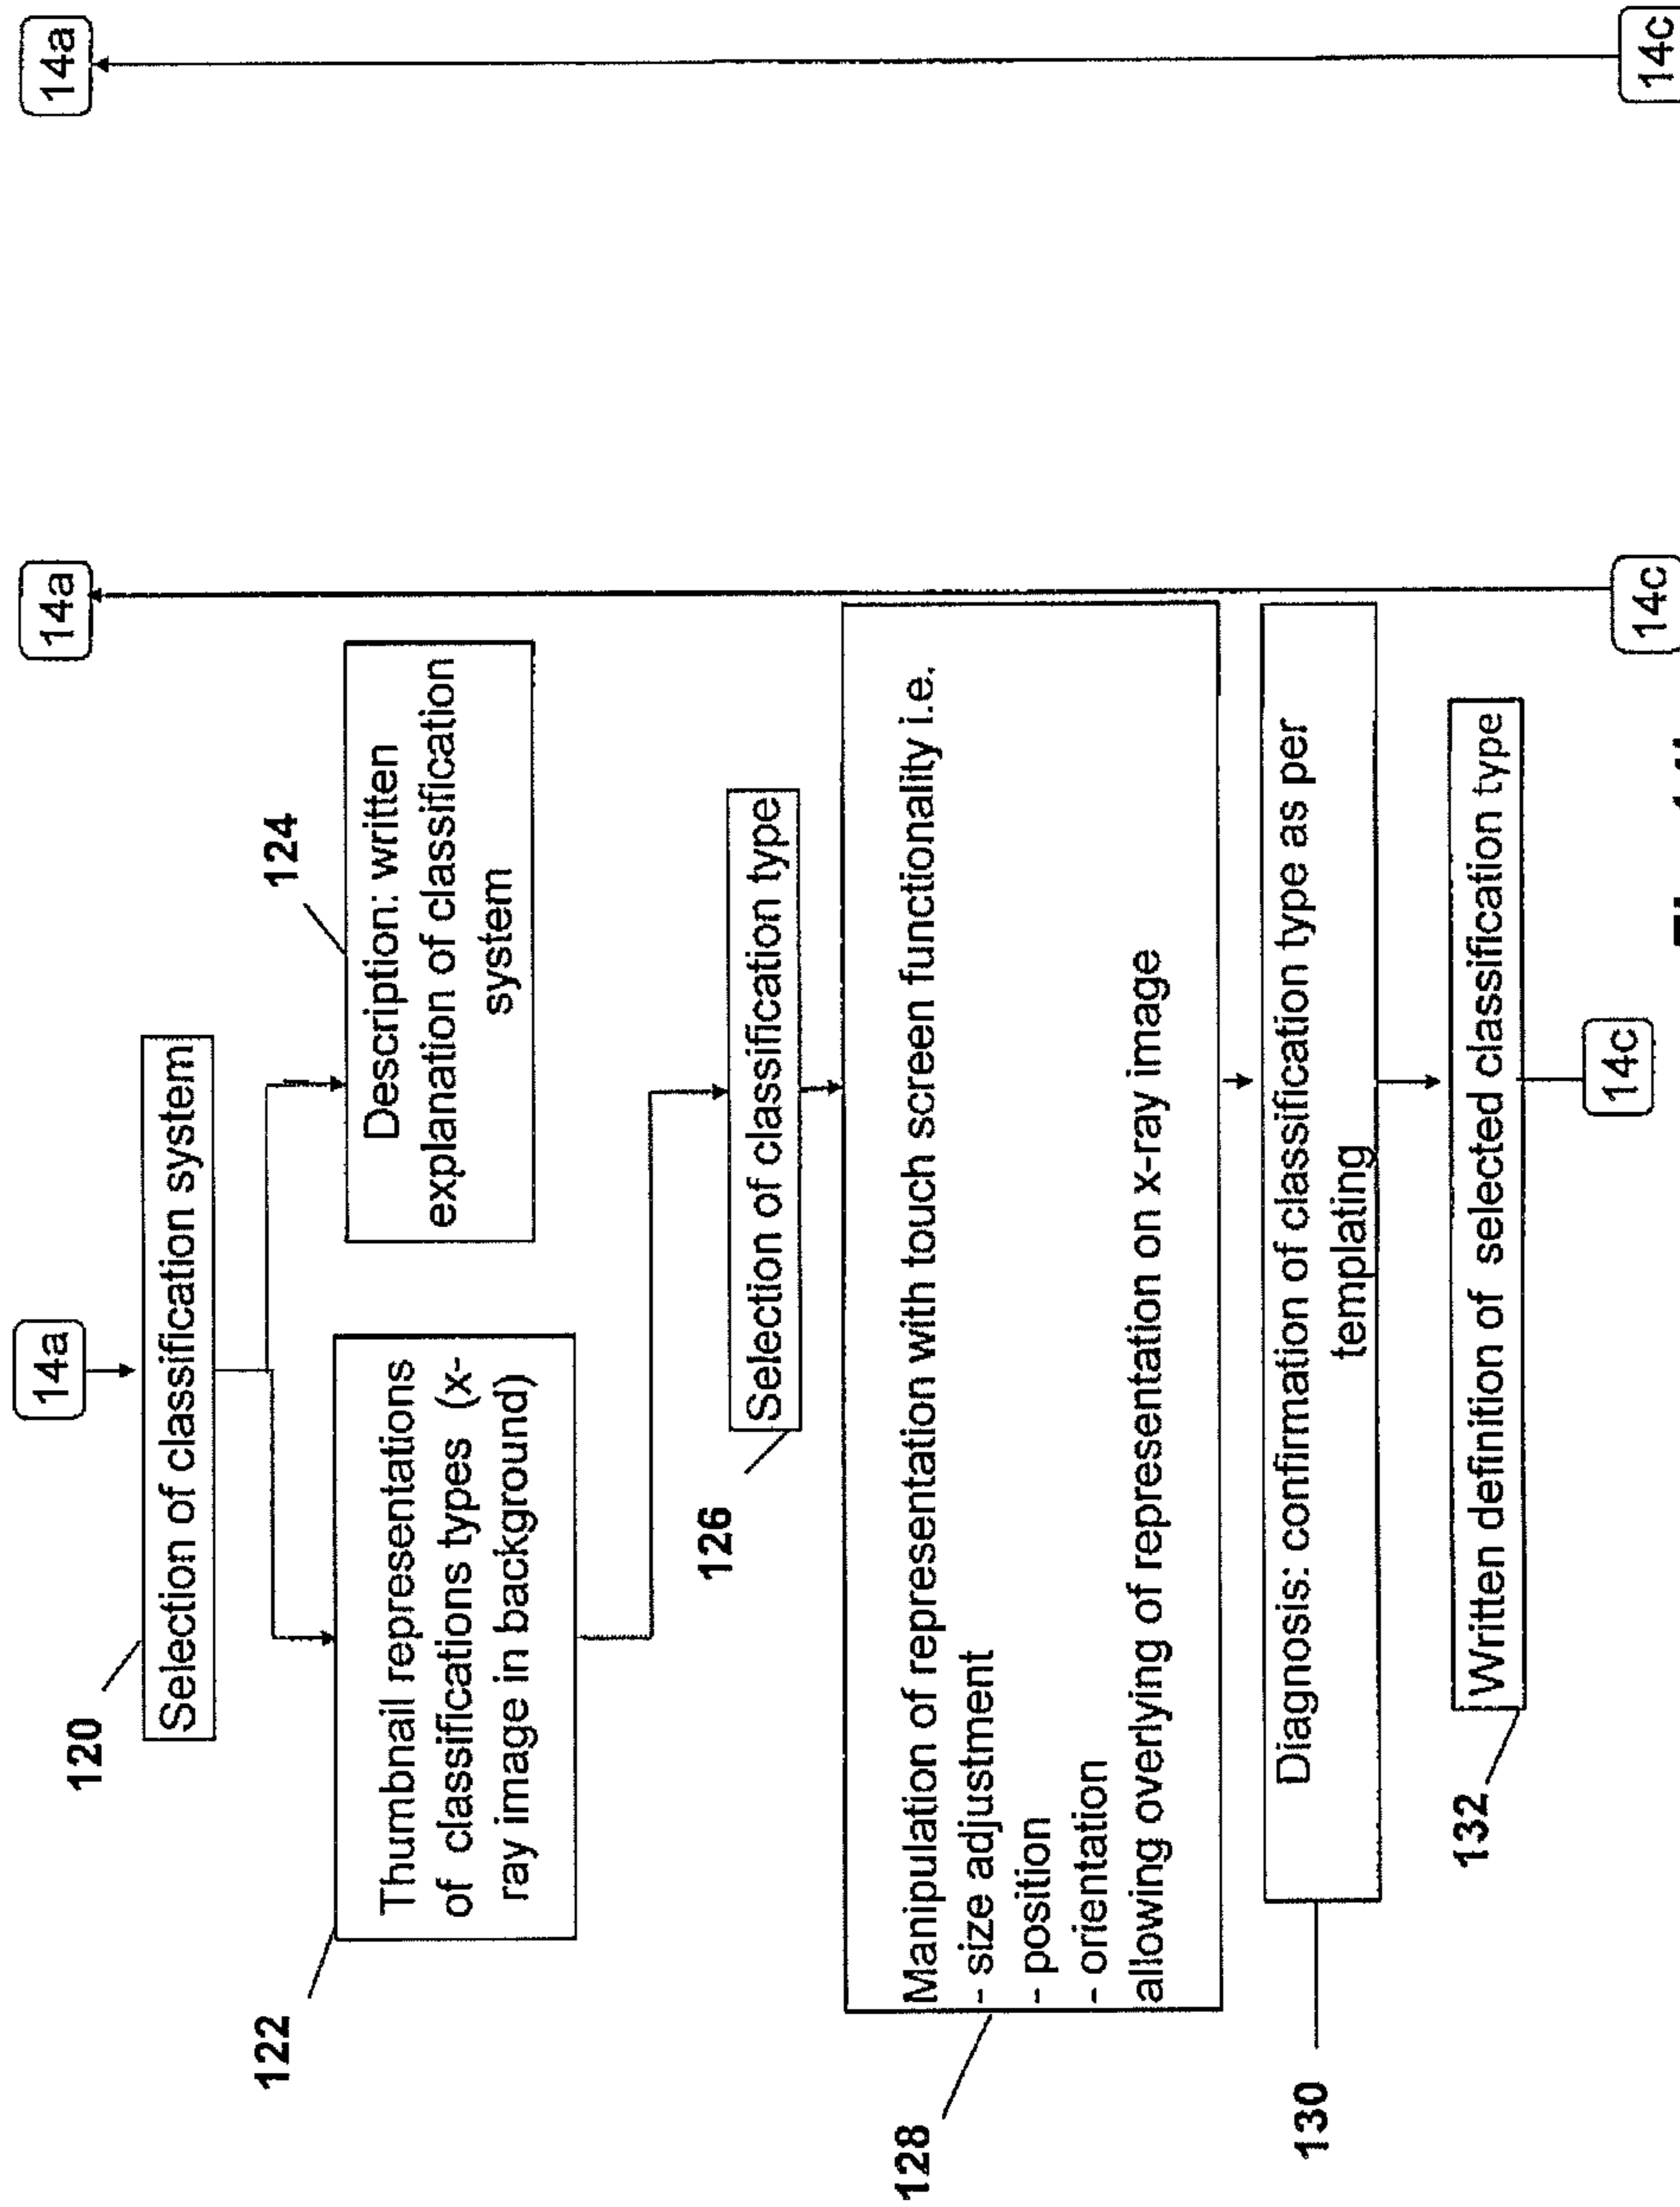 14a
14a
14a
120
Selection of classification system
122
Thumbnail representations
of classifications types (x-
ray image in background)
124
Description: written
explanation of classification
system
126
Selection of classification type
128
Manipulation of representation with touch screen functionality i.e.
- size adjustment
- position
- orientation
allowing overlying of representation on x-ray image
130
Diagnosis: confirmation of classification type as per
templating
132
Written definition of selected classification type
14c
14c
14c